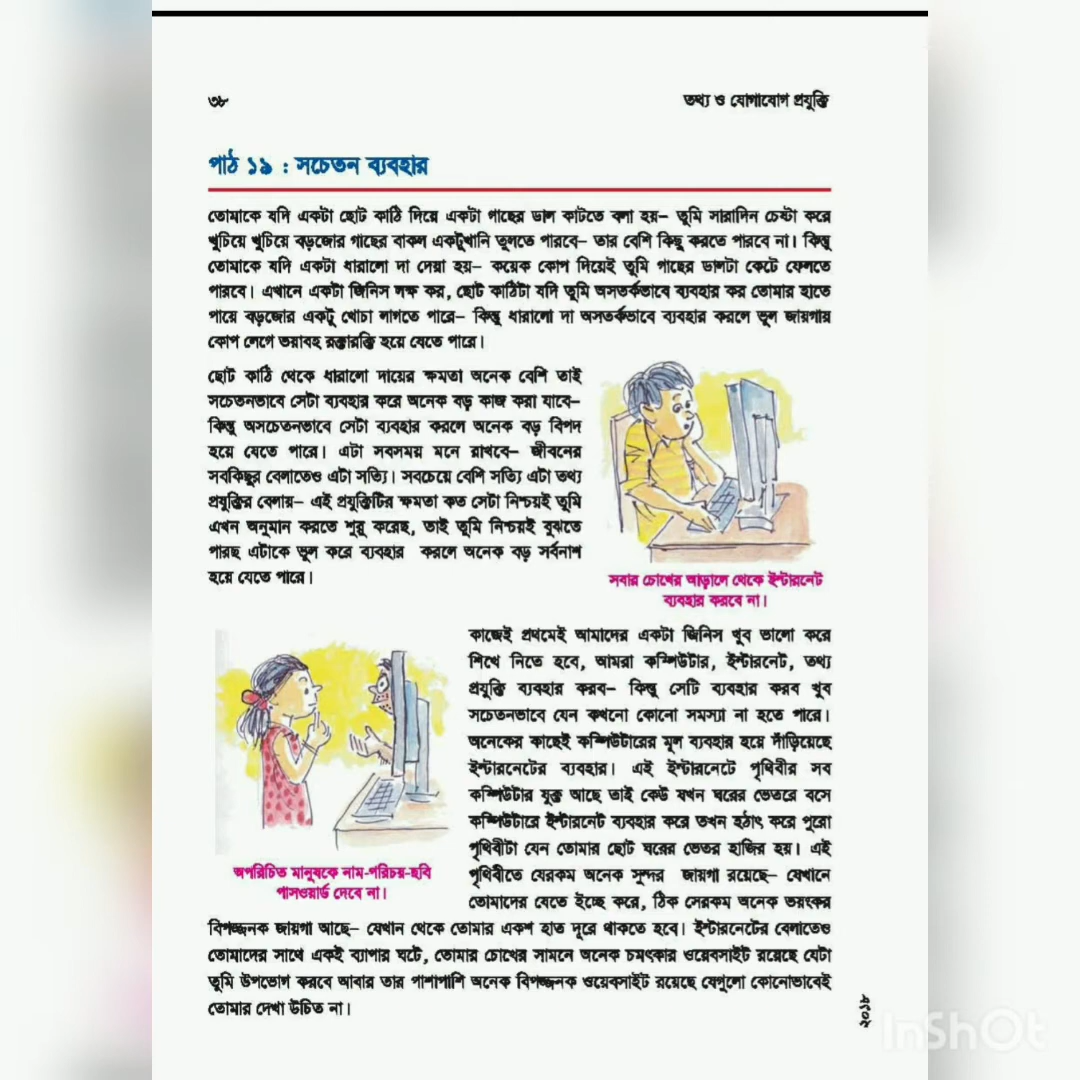 ৩৮
তথ্য ও যোগাযোগ প্রযুক্তি
পাঠ ১৯ : সচেতন ব্যবহার
তোমাকে যদি একটা ছোট কাঠি দিয়ে একটা গাছের ডাল কাটতে বলা হয়– তুমি সারাদিন চেষ্টা করে
খুচিয়ে খুচিয়ে বড়জোর গাছের বাকল একটুখানি তুলতে পারবে– তার বেশি কিছু করতে পারবে না। কিন্তু
তোমাকে যদি একটা ধারালো দা দেয়া হয়– কয়েক কোপ দিয়েই তুমি গাছের ডালটা কেটে ফেলতে
পারবে। এখানে একটা জিনিস লক্ষ কর, ছোট কাঠিটা যদি তুমি অসতর্কভাবে ব্যবহার কর তোমার হাতে
পায়ে বড়জোর একটু খোচা লাগতে পারে– কিন্তু ধারালো দা অসতর্কভাবে ব্যবহার করলে ভুল জায়গায়
কোপ লেগে ভয়াবহ রক্তারক্তি হয়ে যেতে পারে।
ছোট কাঠি থেকে ধারালো দায়ের ক্ষমতা অনেক বেশি তাই
সচেতনভাবে সেটা ব্যবহার করে অনেক বড় কাজ করা যাবে–
কিন্তু অসচেতনভাবে সেটা ব্যবহার করলে অনেক বড় বিপদ
হয়ে যেতে পারে। এটা সবসময় মনে রাখবে– জীবনের
সবকিছুর বেলাতেও এটা সত্যি। সবচেয়ে বেশি সত্যি এটা তথ্য
প্রযুক্তির বেলায়– এই প্রযুক্তিটির ক্ষমতা কত সেটা নিশ্চয়ই তুমি
এখন অনুমান করতে শুরু করেছ, তাই তুমি নিশ্চয়ই বুঝতে
পারছ এটাকে ভুল করে ব্যবহার করলে অনেক বড় সর্বনাশ
হয়ে যেতে পারে।
সবার চোখের আড়ালে থেকে ইন্টারনেট
ব্যবহার করবে না।
কাজেই প্রথমেই আমাদের একটা জিনিস খুব ভালো করে
শিখে নিতে হবে, আমরা কম্পিউটার, ইন্টারনেট, তথ্য
প্রযুক্তি ব্যবহার করব– কিন্তু সেটি ব্যবহার করব খুব
সচেতনভাবে যেন কখনো কোনো সমস্যা না হতে পারে।
অনেকের কাছেই কম্পিউটারের মূল ব্যবহার হয়ে দাঁড়িয়েছে
ইন্টারনেটের ব্যবহার। এই ইন্টারনেটে পৃথিবীর সব
কম্পিউটার যুক্ত আছে তাই কেউ যখন ঘরের ভেতরে বসে
কম্পিউটারে ইন্টারনেট ব্যবহার করে তখন হঠাৎ করে পুরো
পৃথিবীটা যেন তোমার ছোট ঘরের ভেতর হাজির হয়। এই
পৃথিবীতে যেরকম অনেক সুন্দর জায়গা রয়েছে– যেখানে
তোমাদের যেতে ইচ্ছে করে, ঠিক সেরকম অনেক ভয়ংকর
অপরিচিত মানুষকে নাম-পরিচয়-ছবি
পাসওয়ার্ড দেবে না।
বিপজ্জনক জায়গা আছে– যেখান থেকে তোমার একশ হাত দূরে থাকতে হবে। ইন্টারনেটের বেলাতেও
তোমাদের সাথে একই ব্যাপার ঘটে, তোমার চোখের সামনে অনেক চমৎকার ওয়েবসাইট রয়েছে যেটা
তুমি উপভোগ করবে আবার তার পাশাপাশি অনেক বিপজ্জনক ওয়েবসাইট রয়েছে যেগুলো কোনোভাবেই
তোমার দেখা উচিত না।
২০১৮
InShOt